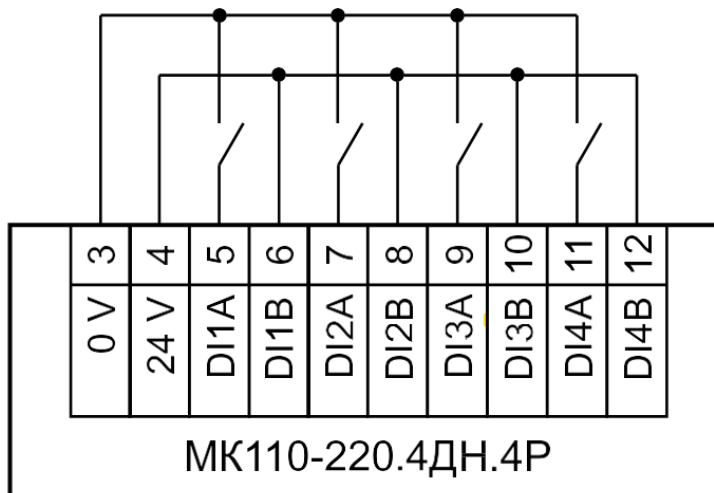 3 4 5 6 7 8 9 10 11 12
0 V 24 V DI1A DI1B DI2A DI2B DI3A DI3B DI4A DI4B
МК110-220.4ДН.4Р